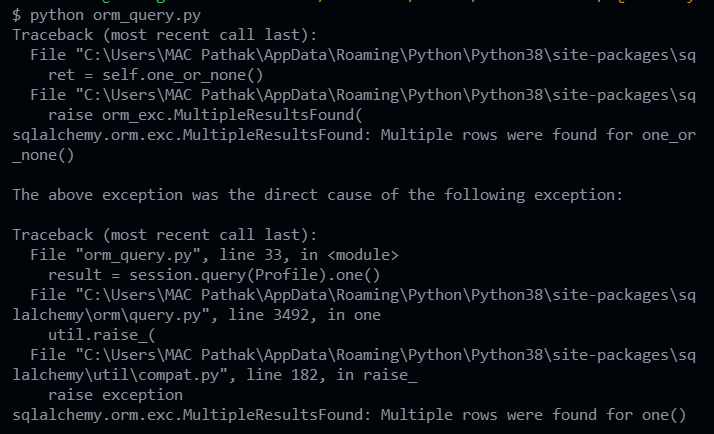 $ python orm_query.py
Traceback (most recent call last):
  File "C:\Users\MAC Pathak\AppData\Roaming\Python\Python38\site-packages\sq
    ret = self.one_or_none()
  File "C:\Users\MAC Pathak\AppData\Roaming\Python\Python38\site-packages\sq
    raise orm_exc.MultipleResultsFound(
sqlalchemy.orm.exc.MultipleResultsFound: Multiple rows were found for one_or
_none()

The above exception was the direct cause of the following exception:

Traceback (most recent call last):
  File "orm_query.py", line 33, in <module>
    result = session.query(Profile).one()
  File "C:\Users\MAC Pathak\AppData\Roaming\Python\Python38\site-packages\sq
lalchemy\orm\query.py", line 3492, in one
    util.raise_(
  File "C:\Users\MAC Pathak\AppData\Roaming\Python\Python38\site-packages\sq
lalchemy\util\compat.py", line 182, in raise_
    raise exception
sqlalchemy.orm.exc.MultipleResultsFound: Multiple rows were found for one()